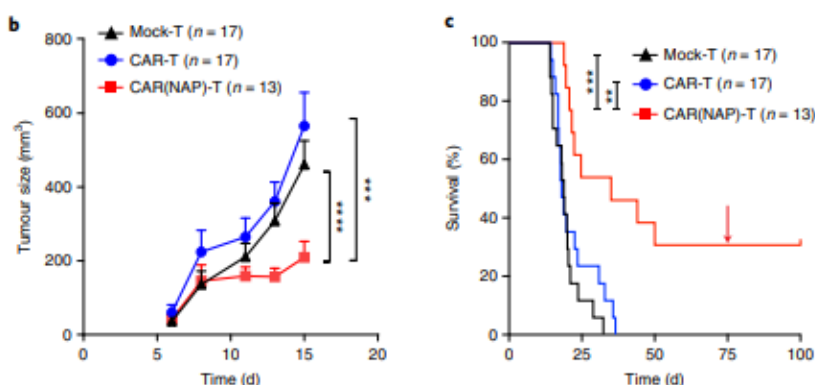 b
800
600
400
200
0
Tumour size (mm³)
0 5 10 15 20
Time (d)
Mock-T (n = 17)
CAR-T (n = 17)
CAR(NAP)-T (n = 13)
****
***
c
100
80
60
40
20
0
Survival (%)
0 25 50 75 100
Time (d)
***
**
Mock-T (n = 17)
CAR-T (n = 17)
CAR(NAP)-T (n = 13)